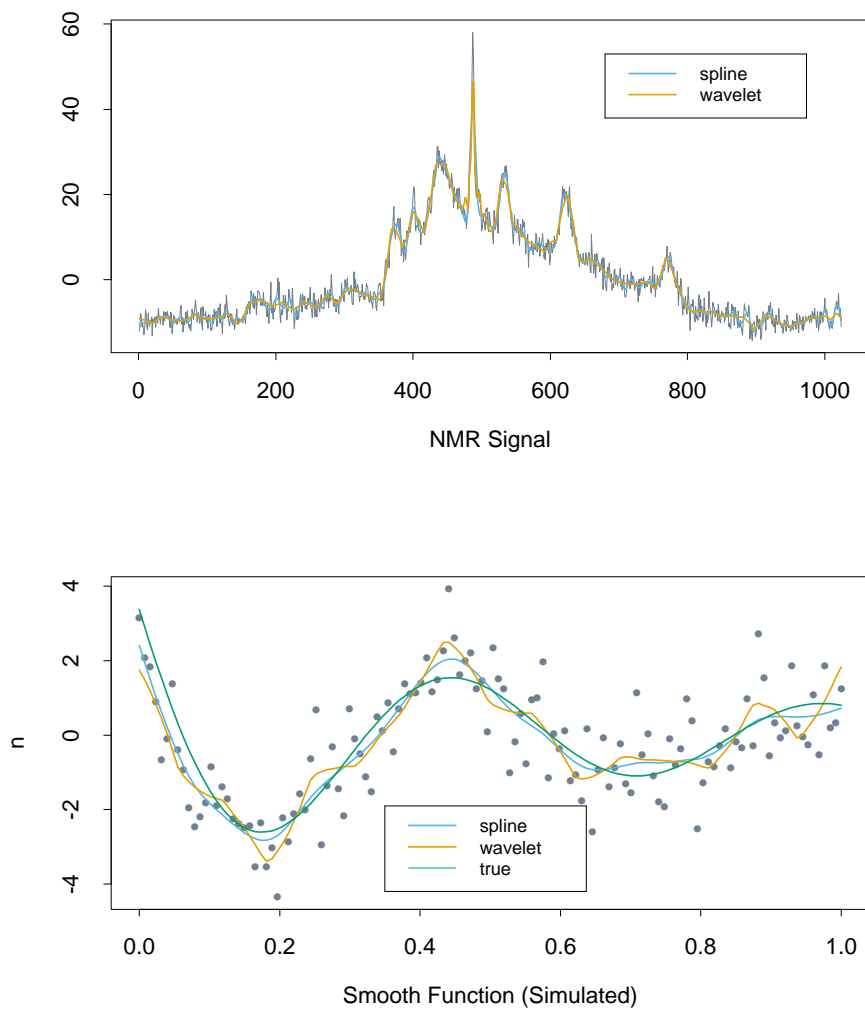 60
40
20
0
spline
wavelet
0 200 400 600 800 1000
NMR Signal
n
4
2
0
-2
-4
spline
wavelet
true
0.0 0.2 0.4 0.6 0.8 1.0
Smooth Function (Simulated)